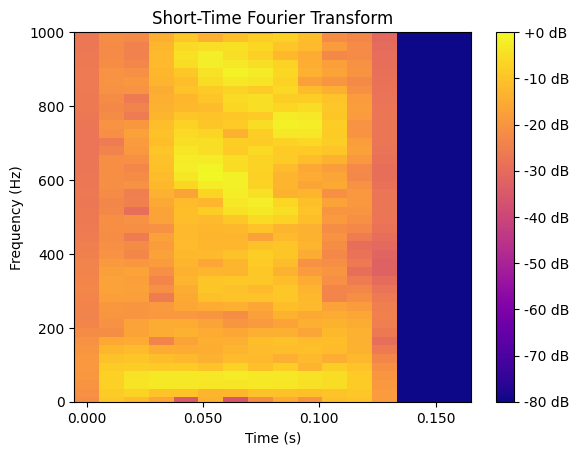 Short-Time Fourier Transform
1000
800
600
400
200
0
Frequency (Hz)
0.000
0.050
0.100
0.150
Time (s)
+0 dB
-10 dB
-20 dB
-30 dB
-40 dB
-50 dB
-60 dB
-70 dB
-80 dB